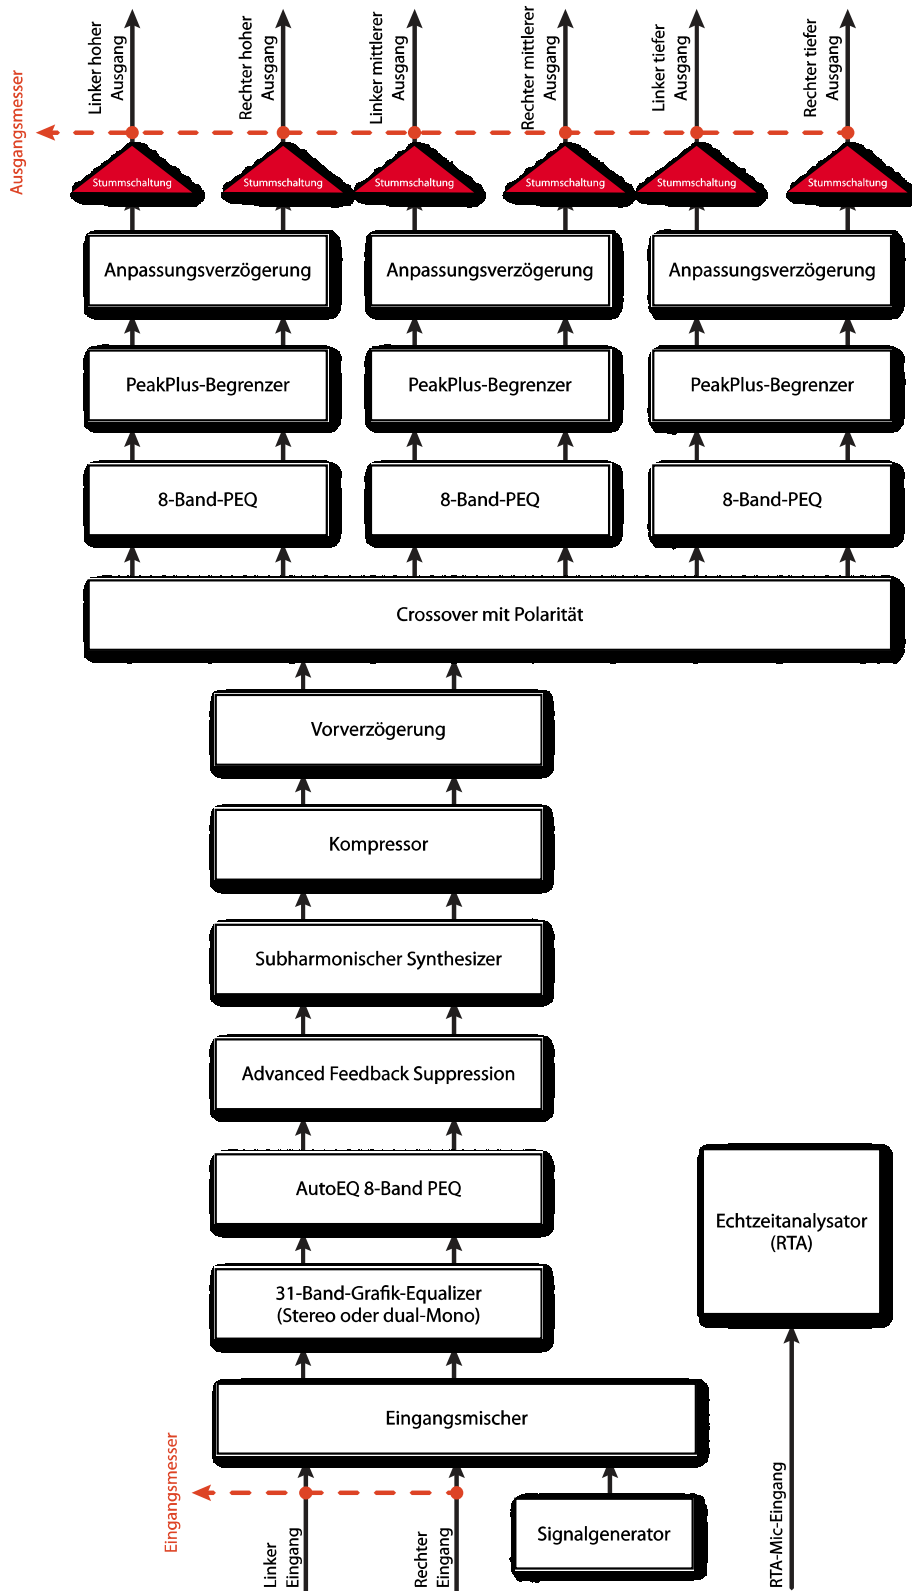 Linker hoher
Ausgang
Rechter hoher
Ausgang
Linker mittlerer
Ausgang
Rechter mittlerer
Ausgang
Linker tiefer
Ausgang
Rechter tiefer
Ausgang
Ausgangsmesser
Stummschaltung
Stummschaltung
Stummschaltung
Stummschaltung
Stummschaltung
Stummschaltung
Anpassungsverzögerung
Anpassungsverzögerung
Anpassungsverzögerung
PeakPlus-Begrenzer
PeakPlus-Begrenzer
PeakPlus-Begrenzer
8-Band-PEQ
8-Band-PEQ
8-Band-PEQ
Crossover mit Polarität
Vorverzögerung
Kompressor
Subharmonischer Synthesizer
Advanced Feedback Suppression
AutoEQ 8-Band PEQ
Echtzeitanalysator
(RTA)
31-Band-Grafik-Equalizer
(Stereo oder dual-Mono)
Eingangsmischer
Eingangsmesser
Linker
Eingang
Rechter
Eingang
Signalgenerator
RTA-Mic-Eingang